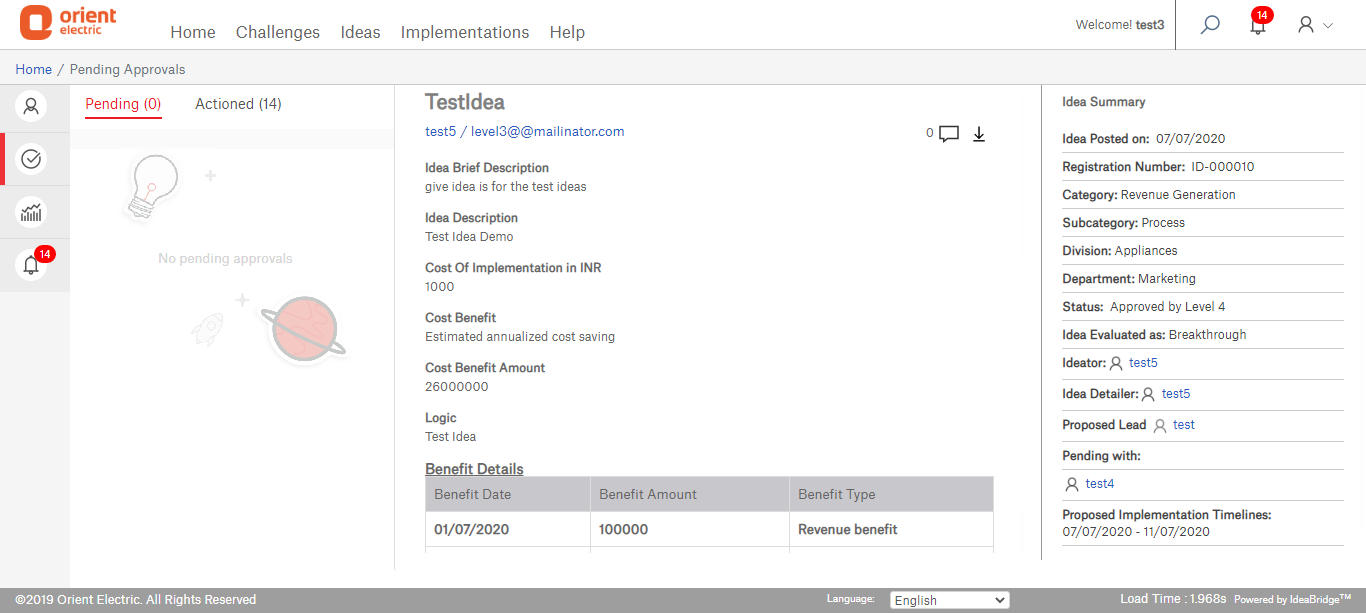 orient
electric
Home Challenges Ideas Implementations Help
Welcome! test3
14
Home / Pending Approvals
Pending (0) Actioned (14)
No pending approvals
14
TestIdea
test5 / level3@@mailinator.com
0
Idea Brief Description
give idea is for the test ideas
Idea Description
Test Idea Demo
Cost Of Implementation in INR
1000
Cost Benefit
Estimated annualized cost saving
Cost Benefit Amount
26000000
Logic
Test Idea
Benefit Details
Benefit Date Benefit Amount Benefit Type
01/07/2020 100000 Revenue benefit
Idea Summary
Idea Posted on: 07/07/2020
Registration Number: ID-000010
Category: Revenue Generation
Subcategory: Process
Division: Appliances
Department: Marketing
Status: Approved by Level 4
Idea Evaluated as: Breakthrough
Ideator: test5
Idea Detailer: test5
Proposed Lead test
Pending with:
test4
Proposed Implementation Timelines:
07/07/2020 - 11/07/2020
©2019 Orient Electric. All Rights Reserved
Language: English
Load Time : 1.968s Powered by IdeaBridge™